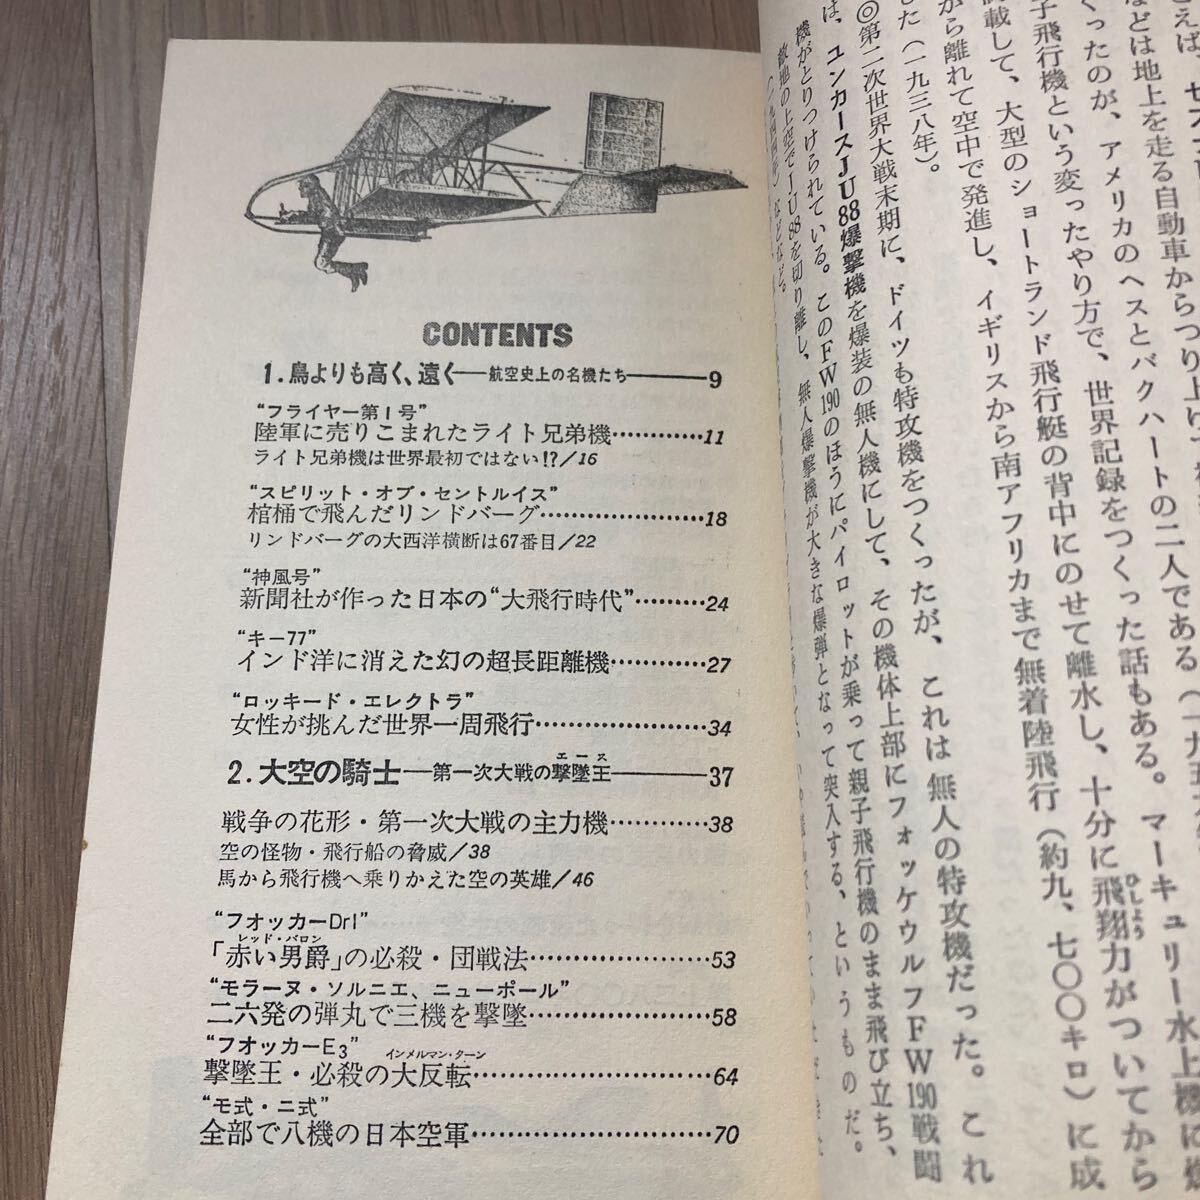 CONTENTS
1.鳥よりも高く、遠く──航空史上の名機たち────9
“フライヤー第1号”
陸軍に売りこまれたライト兄弟機…………11
ライト兄弟機は世界最初ではない!?/16
“スピリット・オブ・セントルイス”
棺桶で飛んだリンドバーグ…………………18
リンドバーグの大西洋横断は67番目/22
“神風号”
新聞社が作った日本の“大飛行時代”………24
“キー77”
インド洋に消えた幻の超長距離機…………27
“ロッキード・エレクトラ”
女性が挑んだ世界一周飛行…………………34
エース
2.大空の騎士──第一次大戦の撃墜王────37
戦争の花形・第一次大戦の主力機…………38
空の怪物・飛行船の脅威/38
馬から飛行機へ乗りかえた空の英雄/46
“フオッカーDrI”
レッド・バロン
「赤い男爵」の必殺・団戦法…………………53
“モラーヌ・ソルニエ、ニューポール”
二六発の弾丸で三機を撃墜…………………58
“フオッカーE3”
インメルマン・ターン
撃墜王・必殺の大反転………………………64
“モ式・ニ式”
全部で八機の日本空軍………………………70
などは地上を走る自動車からつり上げ
くったのが、アメリカのヘスとバクハートの二人である
子飛行機という変ったやり方で、世界記録をつくった話もある。マーキュリー水上機に
載して、大型のショートランド飛行艇の背中にのせて離水し、十分に飛翔力がついてから
ひしょう
から離れて空中で発進し、イギリスから南アフリカまで無着陸飛行(約九、七〇〇キロ)に成
した(一九三八年)。
◎第二次世界大戦末期に、ドイツも特攻機をつくったが、これは無人の特攻機だった。これ
は、ユンカースJU88爆撃機を爆装の無人機にして、その機体上部にフォッケウルフFW190戦闘
機がとりつけられている。このFW190のほうにパイロットが乗って親子飛行機のまま飛び立ち、
敵地の上空でJU88を切り離し、無人爆撃機が大きな爆弾となって突入する、というものだ。
(一九四四年)などなど。